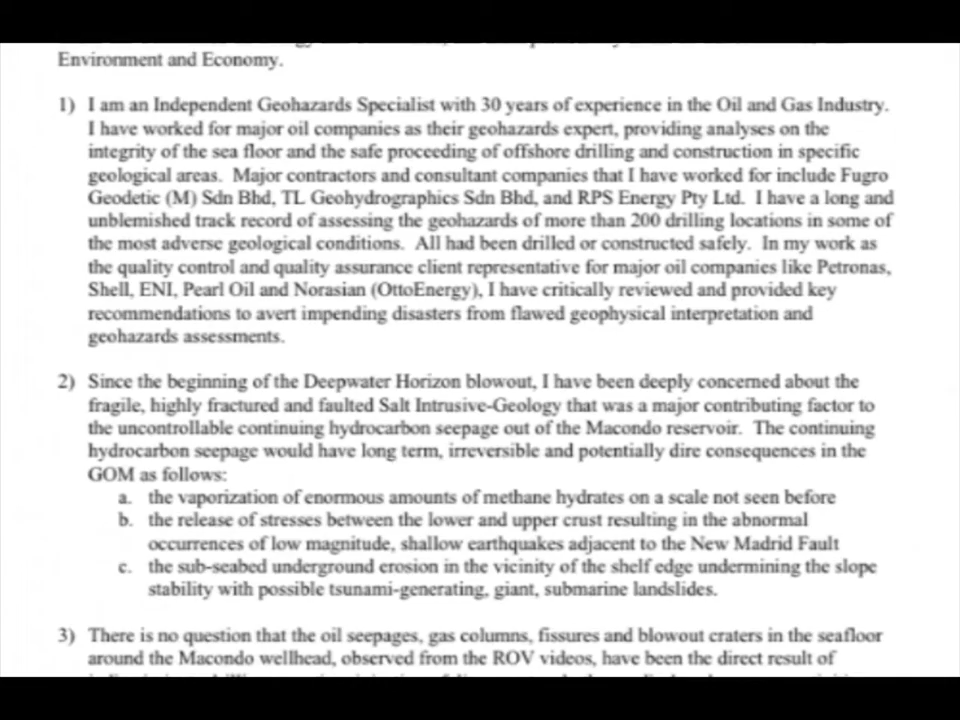 Environment and Economy.
1) I am an Independent Geohazards Specialist with 30 years of experience in the Oil and Gas Industry.
I have worked for major oil companies as their geohazards expert, providing analyses on the
integrity of the sea floor and the safe proceeding of offshore drilling and construction in specific
geological areas. Major contractors and consultant companies that I have worked for include Fugro
Geodetic (M) Sdn Bhd, TL Geohydrographics Sdn Bhd, and RPS Energy Pty Ltd. I have a long and
unblemished track record of assessing the geohazards of more than 200 drilling locations in some of
the most adverse geological conditions. All had been drilled or constructed safely. In my work as
the quality control and quality assurance client representative for major oil companies like Petronas,
Shell, ENI, Pearl Oil and Norasian (OttoEnergy), I have critically reviewed and provided key
recommendations to avert impending disasters from flawed geophysical interpretation and
geohazards assessments.
2) Since the beginning of the Deepwater Horizon blowout, I have been deeply concerned about the
fragile, highly fractured and faulted Salt Intrusive-Geology that was a major contributing factor to
the uncontrollable continuing hydrocarbon seepage out of the Macondo reservoir. The continuing
hydrocarbon seepage would have long term, irreversible and potentially dire consequences in the
GOM as follows:
a. the vaporization of enormous amounts of methane hydrates on a scale not seen before
b. the release of stresses between the lower and upper crust resulting in the abnormal
occurrences of low magnitude, shallow earthquakes adjacent to the New Madrid Fault
c. the sub-seabed underground erosion in the vicinity of the shelf edge undermining the slope
stability with possible tsunami-generating, giant, submarine landslides.
3) There is no question that the oil seepages, gas columns, fissures and blowout craters in the seafloor
around the Macondo wellhead, observed from the ROV videos, have been the direct result of